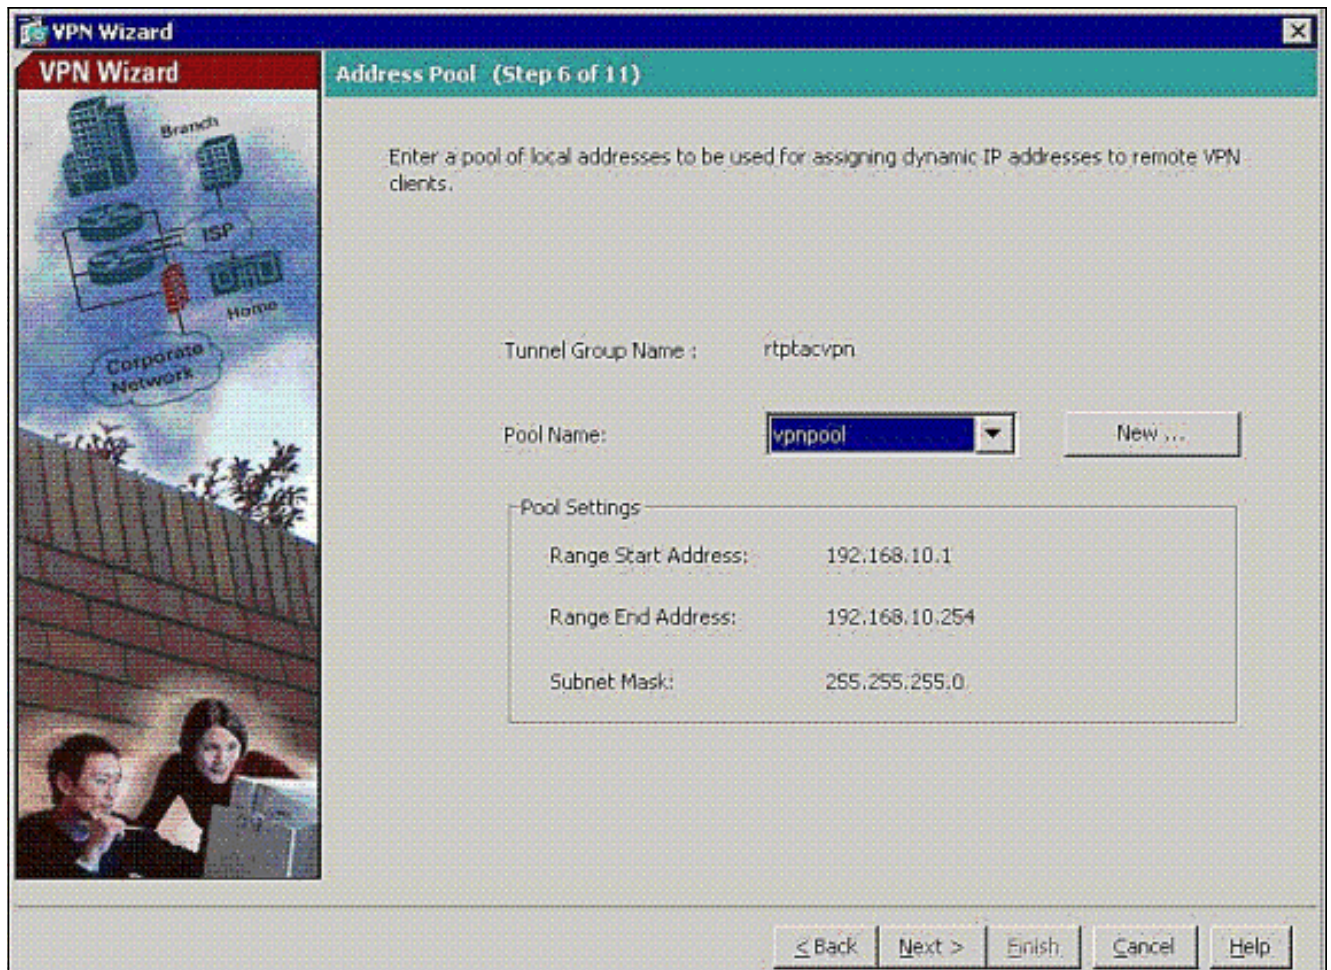 VPN Wizard
VPN Wizard
Address Pool (Step 6 of 11)
Branch
ISP
Home
Corporate
Network
Enter a pool of local addresses to be used for assigning dynamic IP addresses to remote VPN
clients.
Tunnel Group Name : rtptacvpn
Pool Name: vpnpool New ...
Pool Settings
Range Start Address: 192.168.10.1
Range End Address: 192.168.10.254
Subnet Mask: 255.255.255.0
< Back Next > Finish Cancel Help